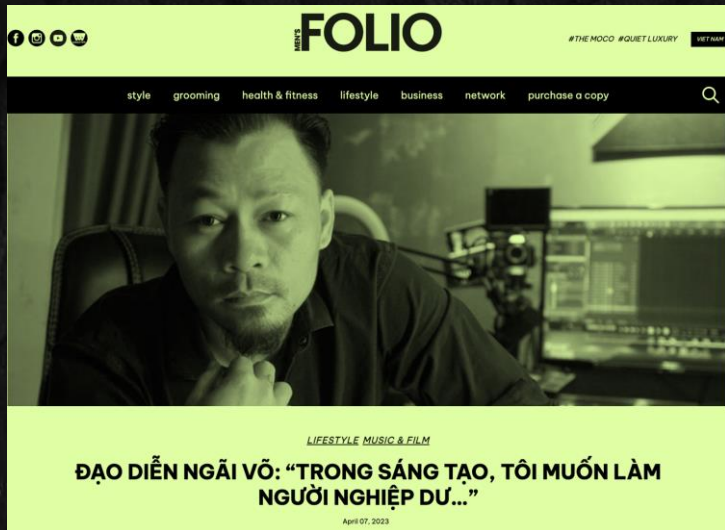 MEN'S FOLIO
#THE MOCO #QUIET LUXURY
VIET NAM
style grooming health & fitness lifestyle business network purchase a copy
LIFESTYLE MUSIC & FILM
ĐẠO DIỄN NGÃI VÕ: “TRONG SÁNG TẠO, TÔI MUỐN LÀM
NGƯỜI NGHIỆP DƯ...”
April 07, 2023